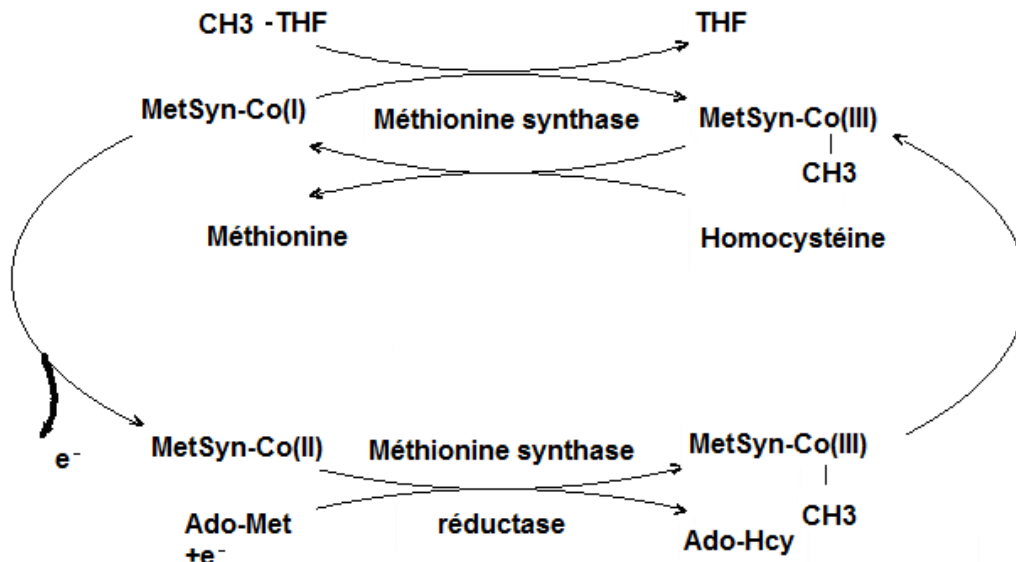 CH3 - THF
THF
MetSyn-Co(I)
Méthionine synthase
MetSyn-Co(III)
CH3
Méthionine
Homocystéine
e⁻
MetSyn-Co(II)
Méthionine synthase
MetSyn-Co(III)
Ado-Met
+e⁻
réductase
CH3
Ado-Hcy